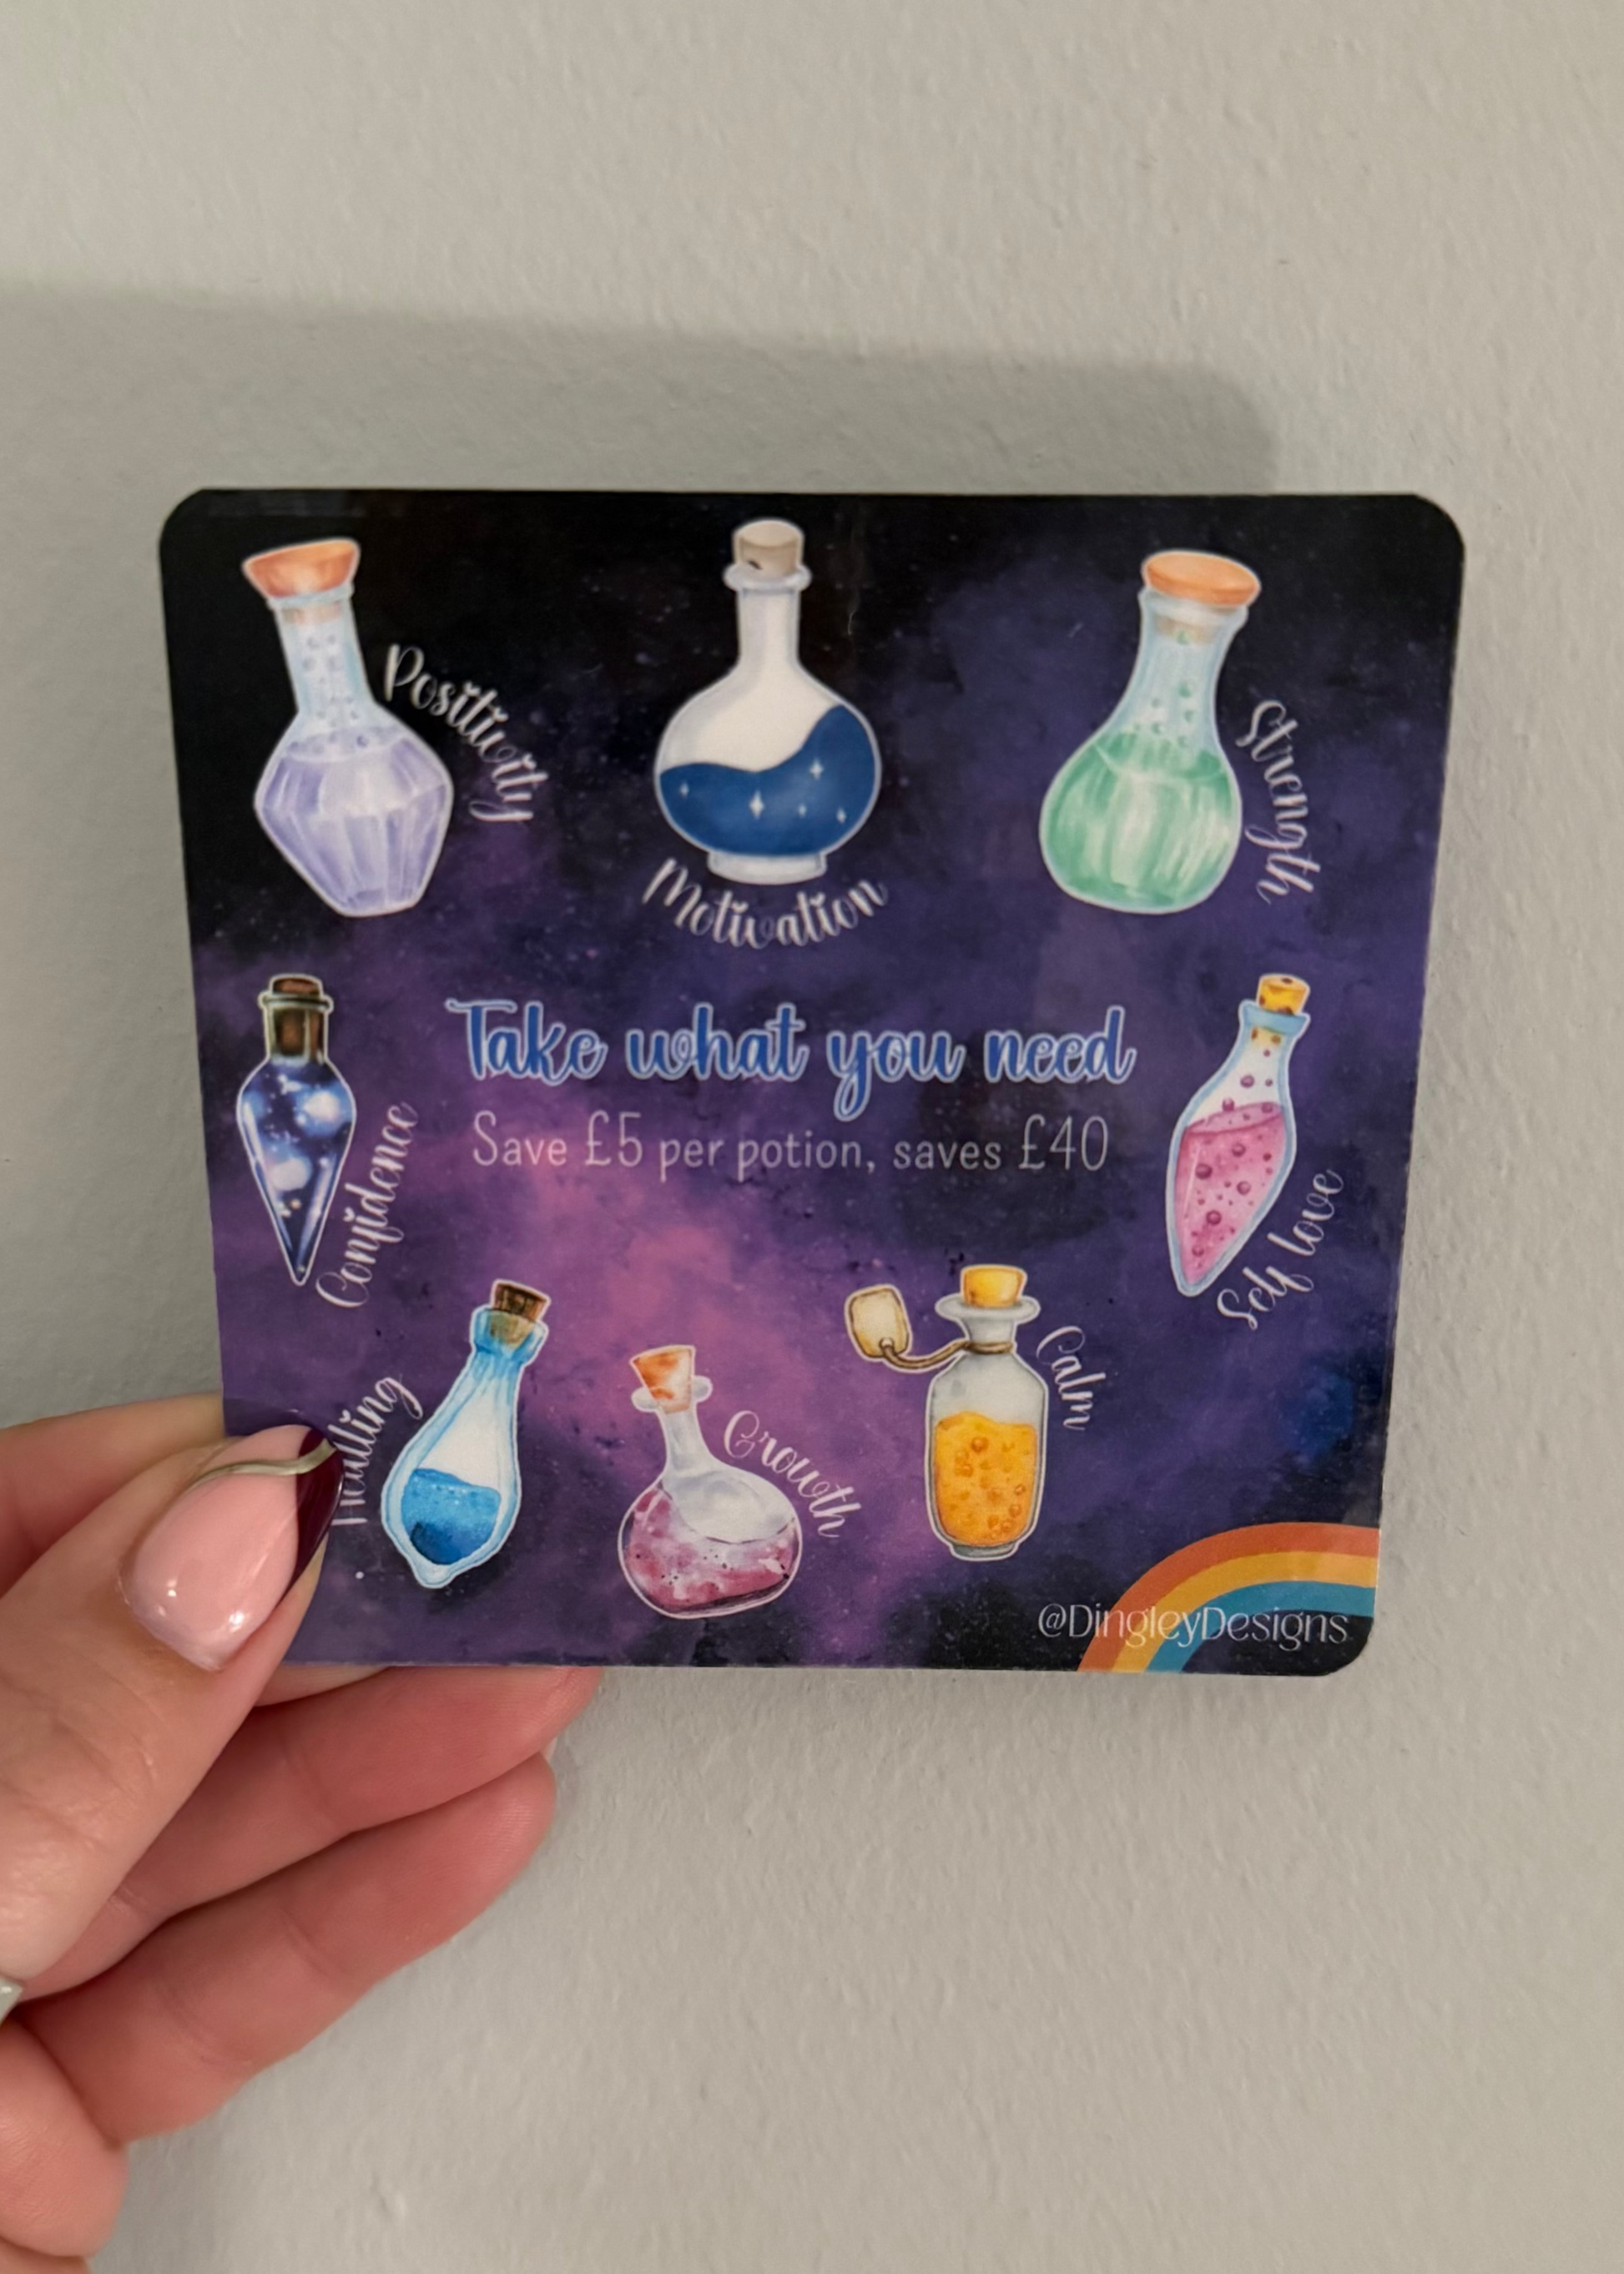 Positivity
Motivation
Strength
Take what you need
Save £5 per potion, saves £40
Confidence
Self love
Healing
Growth
Calm
@DingleyDesigns